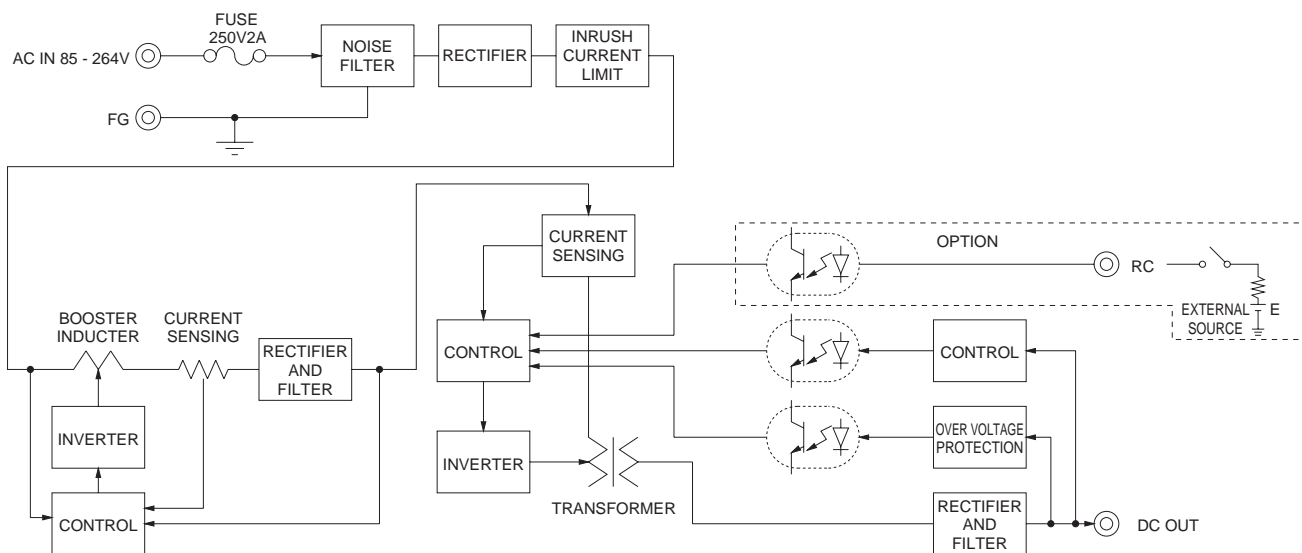 FUSE
250V2A
AC IN 85 - 264V
NOISE
FILTER
RECTIFIER
INRUSH
CURRENT
LIMIT
FG
CURRENT
SENSING
OPTION
RC
E
EXTERNAL
SOURCE
BOOSTER
INDUCTER
CURRENT
SENSING
RECTIFIER
AND
FILTER
CONTROL
CONTROL
INVERTER
INVERTER
OVER VOLTAGE
PROTECTION
TRANSFORMER
CONTROL
RECTIFIER
AND
FILTER
DC OUT